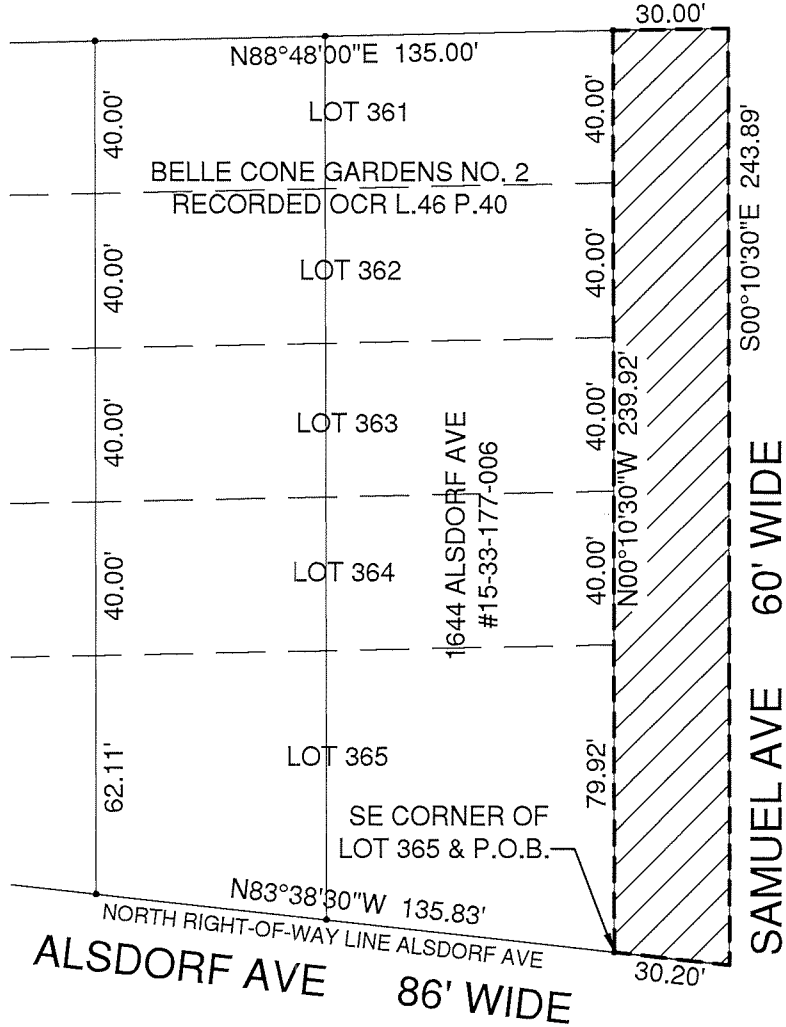 30.00'
N88°48'00"E 135.00'
LOT 361
40.00'
40.00'
BELLE CONE GARDENS NO. 2
RECORDED OCR L.46 P.40
S00°10'30"E 243.89'
LOT 362
40.00'
40.00'
LOT 363
40.00'
40.00'
N00°10'30"W 239.92'
1644 ALSDORF AVE
#15-33-177-006
LOT 364
40.00'
40.00'
LOT 365
62.11'
79.92'
SAMUEL AVE 60' WIDE
SE CORNER OF
LOT 365 & P.O.B.
N83°38'30"W 135.83'
NORTH RIGHT-OF-WAY LINE ALSDORF AVE
30.20'
ALSDORF AVE 86' WIDE